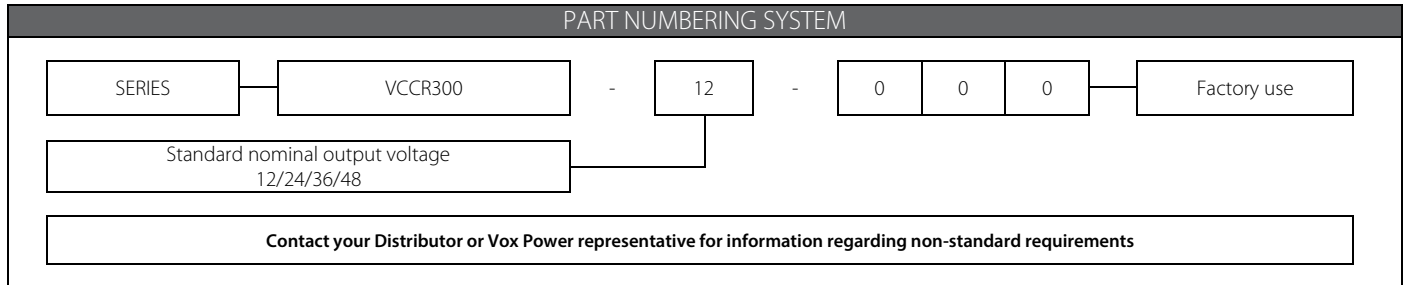 PART NUMBERING SYSTEM
SERIES VCCR300 - 12 - 0 0 0 Factory use
Standard nominal output voltage
12/24/36/48
Contact your Distributor or Vox Power representative for information regarding non-standard requirements